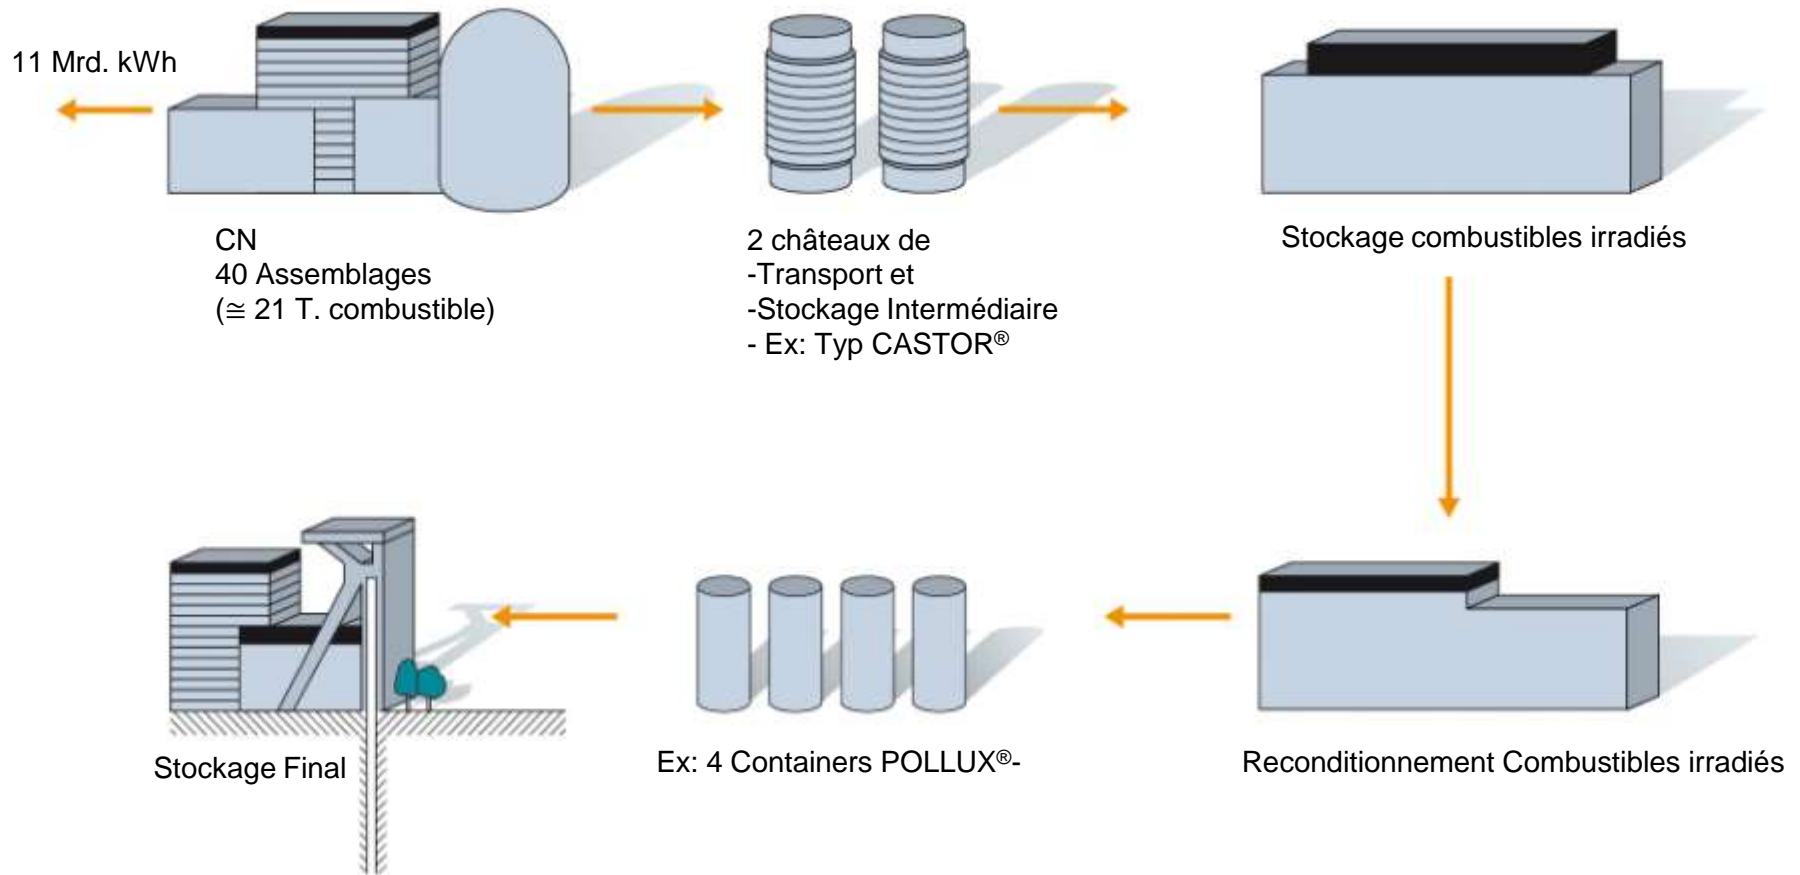 11 Mrd. kWh
CN
40 Assemblages
(≅ 21 T. combustible)
2 châteaux de
-Transport et
-Stockage Intermédiaire
- Ex: Typ CASTOR®
Stockage combustibles irradiés
Stockage Final
Ex: 4 Containers POLLUX®-
Reconditionnement Combustibles irradiés